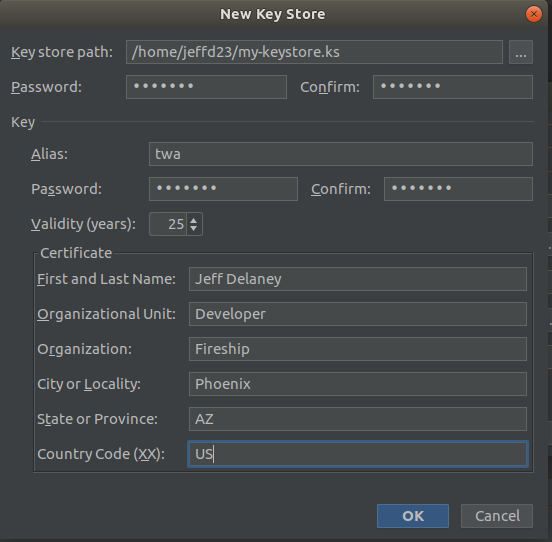 New Key Store
Key store path: /home/jeffd23/my-keystore.ks ...
Password: ••••••• Confirm: •••••••
Key
Alias: twa
Password: ••••••• Confirm: •••••••
Validity (years): 25
Certificate
First and Last Name: Jeff Delaney
Organizational Unit: Developer
Organization: Fireship
City or Locality: Phoenix
State or Province: AZ
Country Code (XX): US
OK Cancel